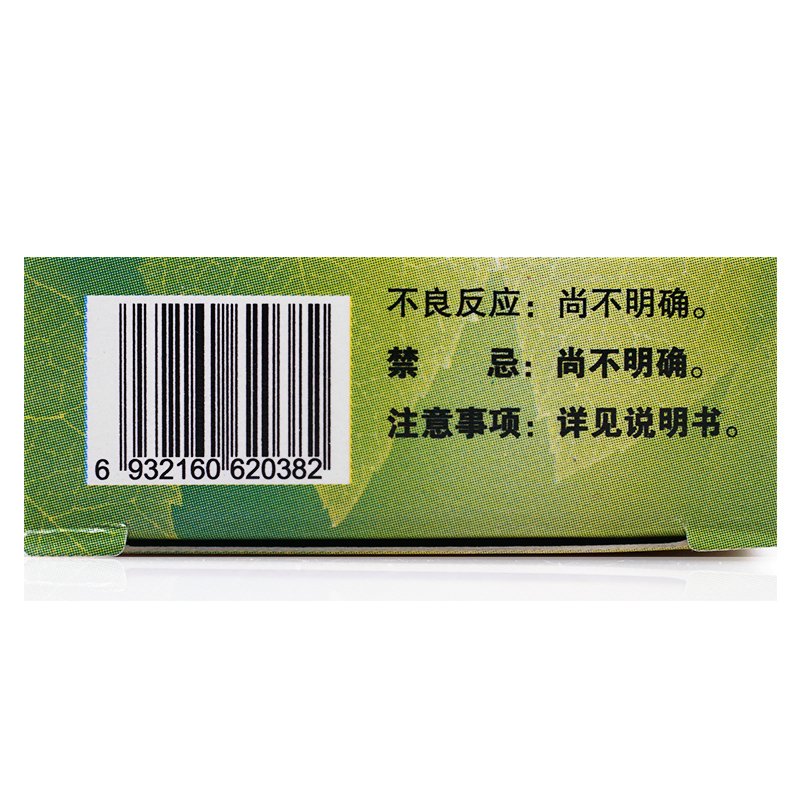 不良反应：尚不明确。
禁 忌：尚不明确。
注意事项：详见说明书。
6 932160 620382